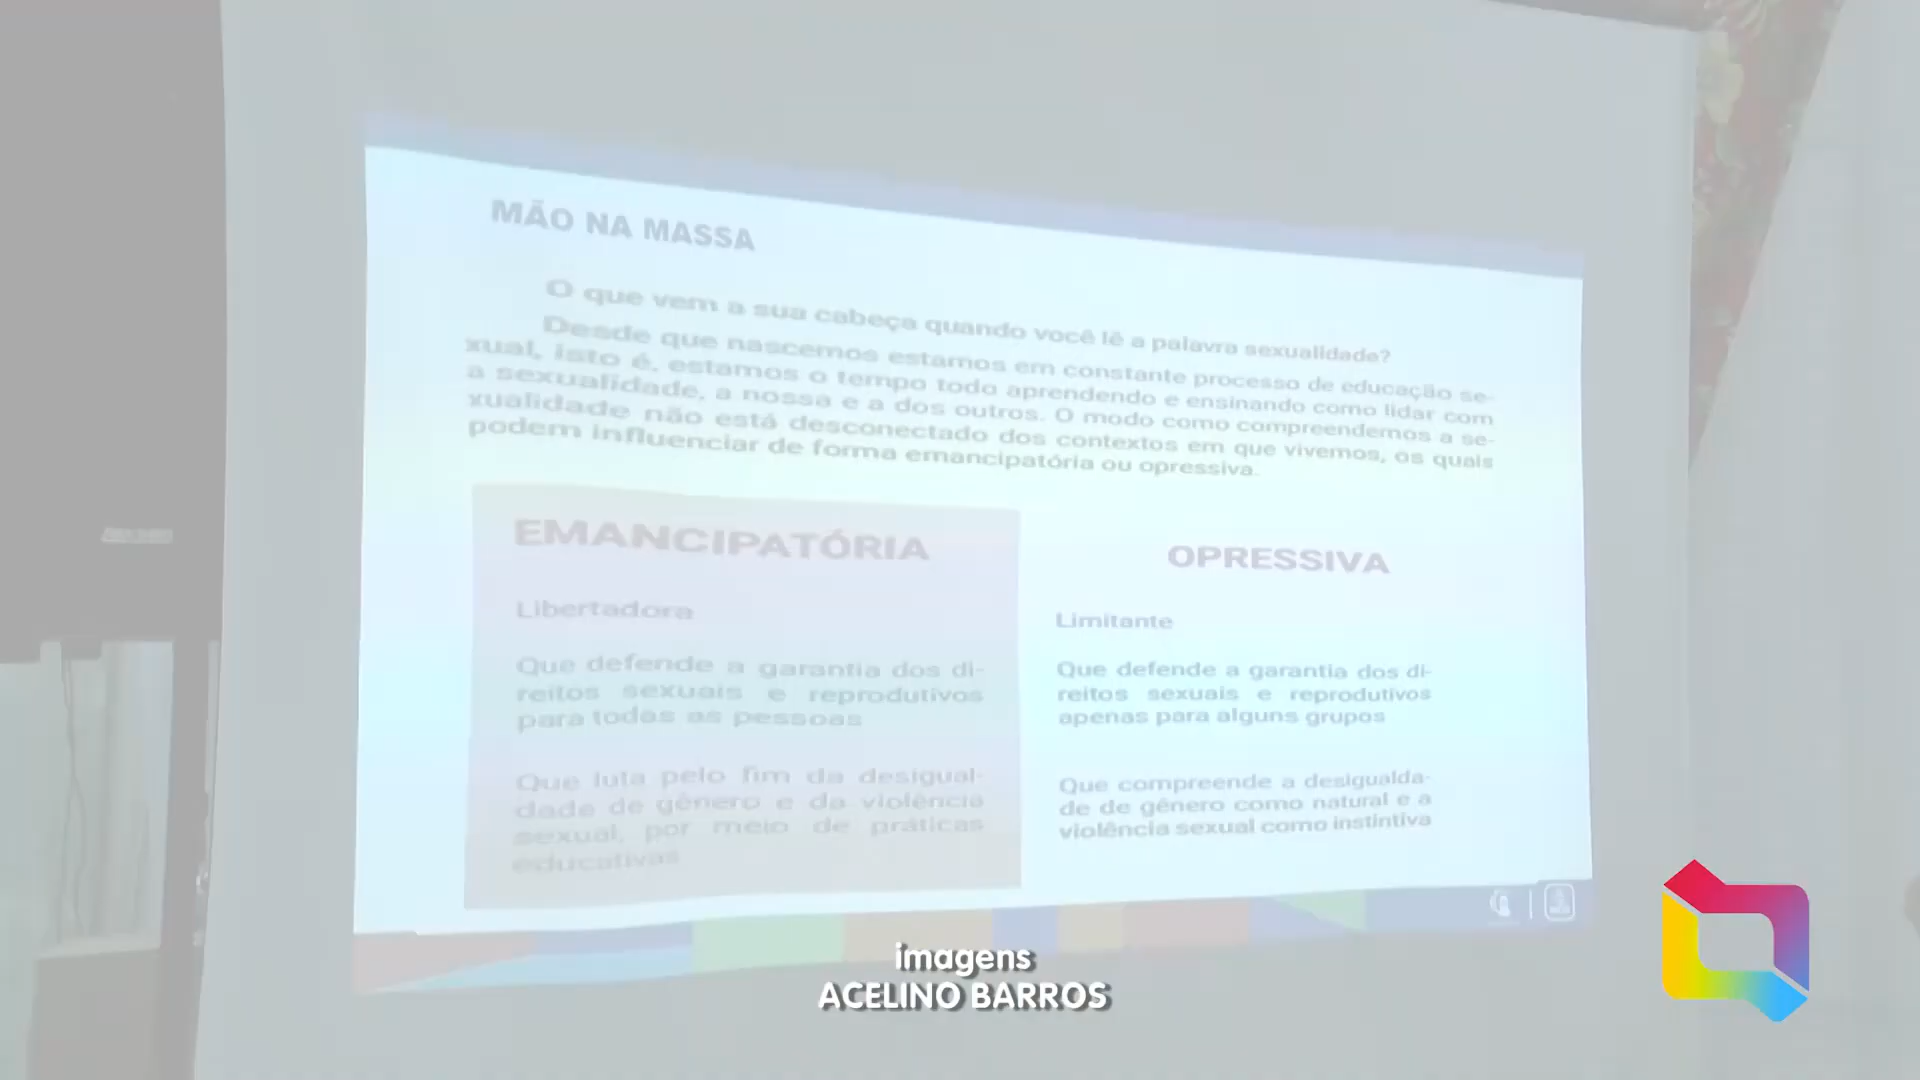 MÃO NA MASSA
O que vem a sua cabeça quando você lê a palavra sexualidade?
Desde que nascemos estamos em constante processo de educação se-
xual, isto é, estamos o tempo todo aprendendo e ensinando como lidar com
a sexualidade, a nossa e a dos outros. O modo como compreendemos a se-
xualidade não está desconectado dos contextos em que vivemos, os quais
podem influenciar de forma emancipatória ou opressiva.
EMANCIPATÓRIA
Libertadora
Que defende a garantia dos di-
reitos sexuais e reprodutivos
para todas as pessoas
Que luta pelo fim da desigual-
dade de gênero e da violência
sexual, por meio de práticas
educativas
OPRESSIVA
Limitante
Que defende a garantia dos di-
reitos sexuais e reprodutivos
apenas para alguns grupos
Que compreende a desigualda-
de de gênero como natural e a
violência sexual como instintiva
imagens
ACELINO BARROS